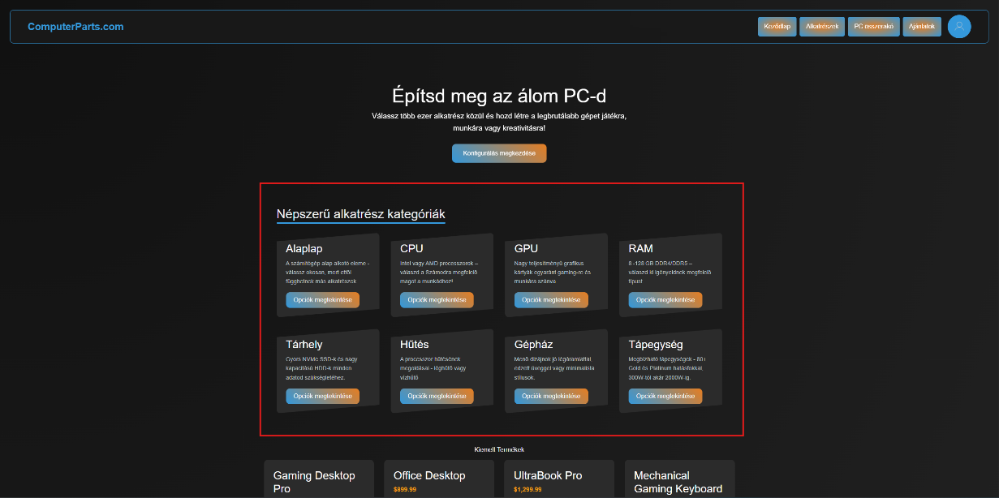 ComputerParts.com
Kezdőlap
Alkatrészek
PC összerakó
Ajánlatok
Építsd meg az álom PC-d
Válassz több ezer alkatrész közül és hozd létre a legbrutálabb gépet játékra,
munkára vagy kreativitásra!
Konfigurálás megkezdése
Népszerű alkatrész kategóriák
Alaplap
A számítógép alap alkotó eleme -
válassz okosan, mert ettől
függhetnek más alkatrészek
Opciók megtekintése
CPU
Intel vagy AMD processzorok –
válaszd a Számodra megfelelő
magot a munkádhoz!
Opciók megtekintése
GPU
Nagy teljesítményű grafikus
kártyák egyaránt gaming-re és
munkára szánva
Opciók megtekintése
RAM
8 -128 GB DDR4/DDR5 –
válaszd ki igényeidnek megfelelő
típust
Opciók megtekintése
Tárhely
Gyors NVMe SSD-k és nagy
kapacitású HDD-k minden
adatod szükségletéhez.
Opciók megtekintése
Hűtés
A processzor hűtésének
megoldásai - léghűtő vagy
vízhűtő
Opciók megtekintése
Gépház
Menő dizájnok jó légáramlattal,
edzett üveggel vagy minimalista
stílusok.
Opciók megtekintése
Tápegység
Megbízható tápegységek - 80+
Gold és Platinum hatásfokkal,
300W-tól akár 2000W-ig.
Opciók megtekintése
Kiemelt Termékek
Gaming Desktop
Pro
Office Desktop
$899.99
UltraBook Pro
$1,299.99
Mechanical
Gaming Keyboard